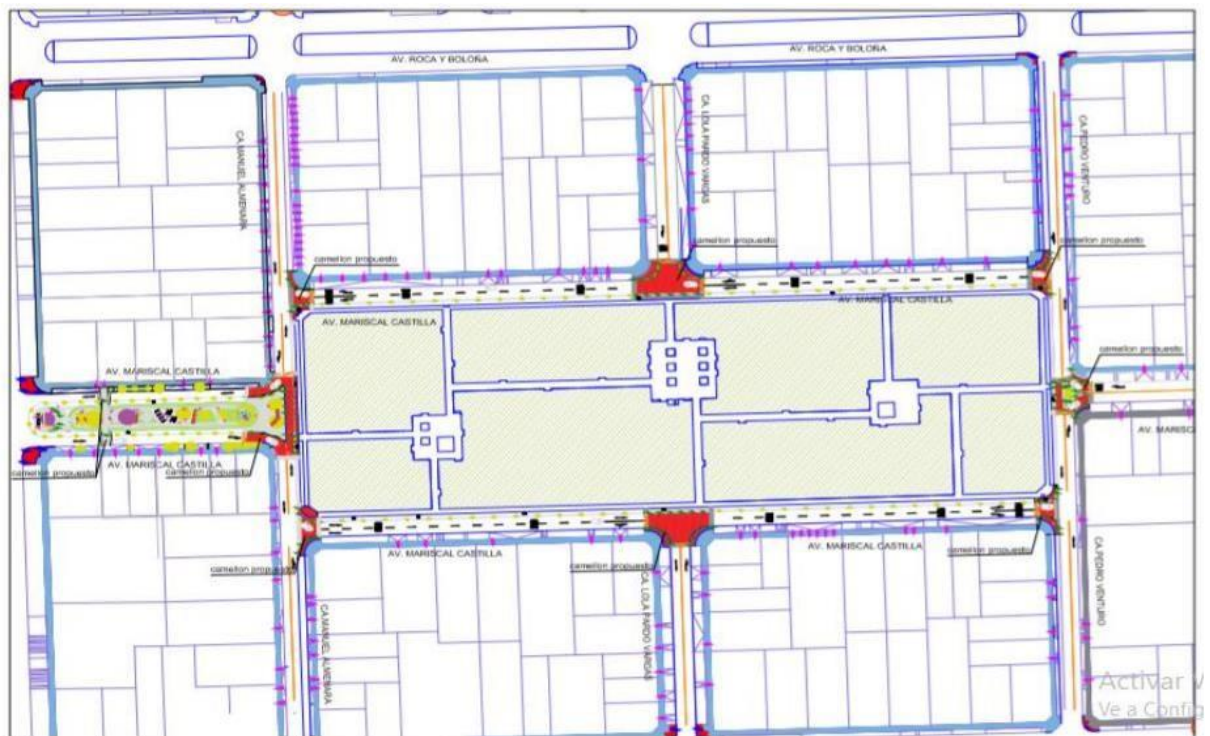 AV. ROCA Y BOLOÑA
AV. ROCA Y BOLOÑA
CA.MANUEL ALMENARA
CA. LOLA PARDO VARGAS
CA.PEDRO VENTURO
camellon propuesto
camellon propuesto
camellon propuesto
AV. MARISCAL CASTILLA
AV. MARISCAL CASTILLA
camellon propuesto
AV. MARISCAL CASTILLA
AV. MARISC
AV. MARISCAL CASTILLA
camellon propuesto
camellon propuesto
AV. MARISCAL CASTILLA
AV. MARISCAL CASTILLA
camellon propuesto
camellon propuesto
camellon propuesto
CA.MANUEL ALMENARA
CA. LOLA PARDO VARGAS
CA.PEDRO VENTURO
Activar V
Ve a Config